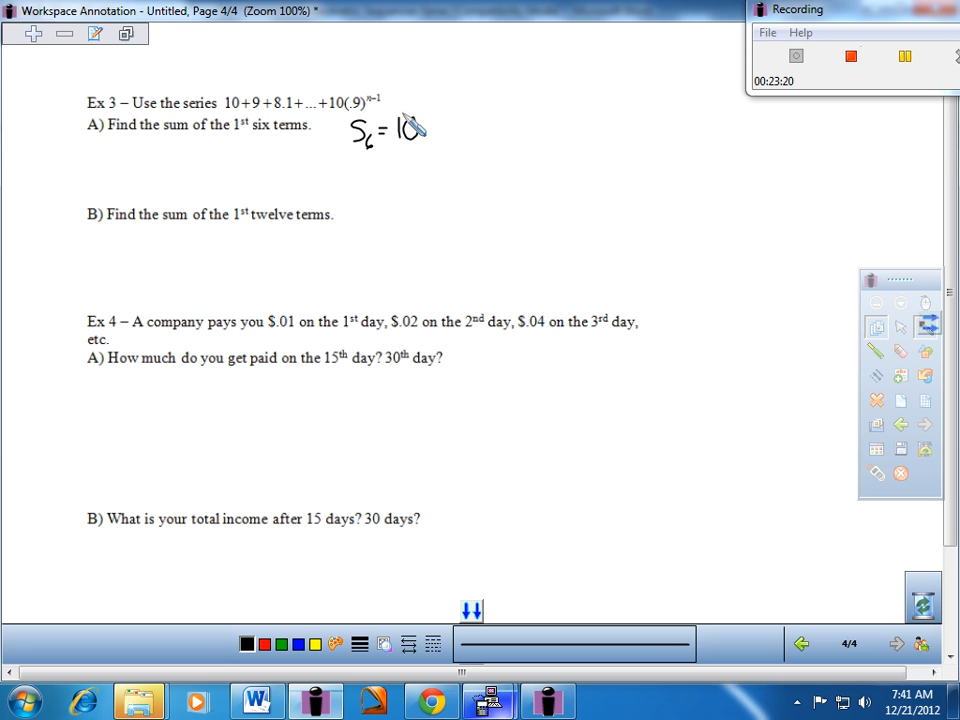 Workspace Annotation - Untitled, Page 4/4 (Zoom 100%) *
Recording
File Help
00:23:20
Ex 3 – Use the series 10+9+8.1+...+10(.9)^{n-1}
A) Find the sum of the 1st six terms. S₆ = 10
B) Find the sum of the 1st twelve terms.
Ex 4 – A company pays you $.01 on the 1st day, $.02 on the 2nd day, $.04 on the 3rd day,
etc.
A) How much do you get paid on the 15th day? 30th day?
B) What is your total income after 15 days? 30 days?
4/4
7:41 AM
12/21/2012